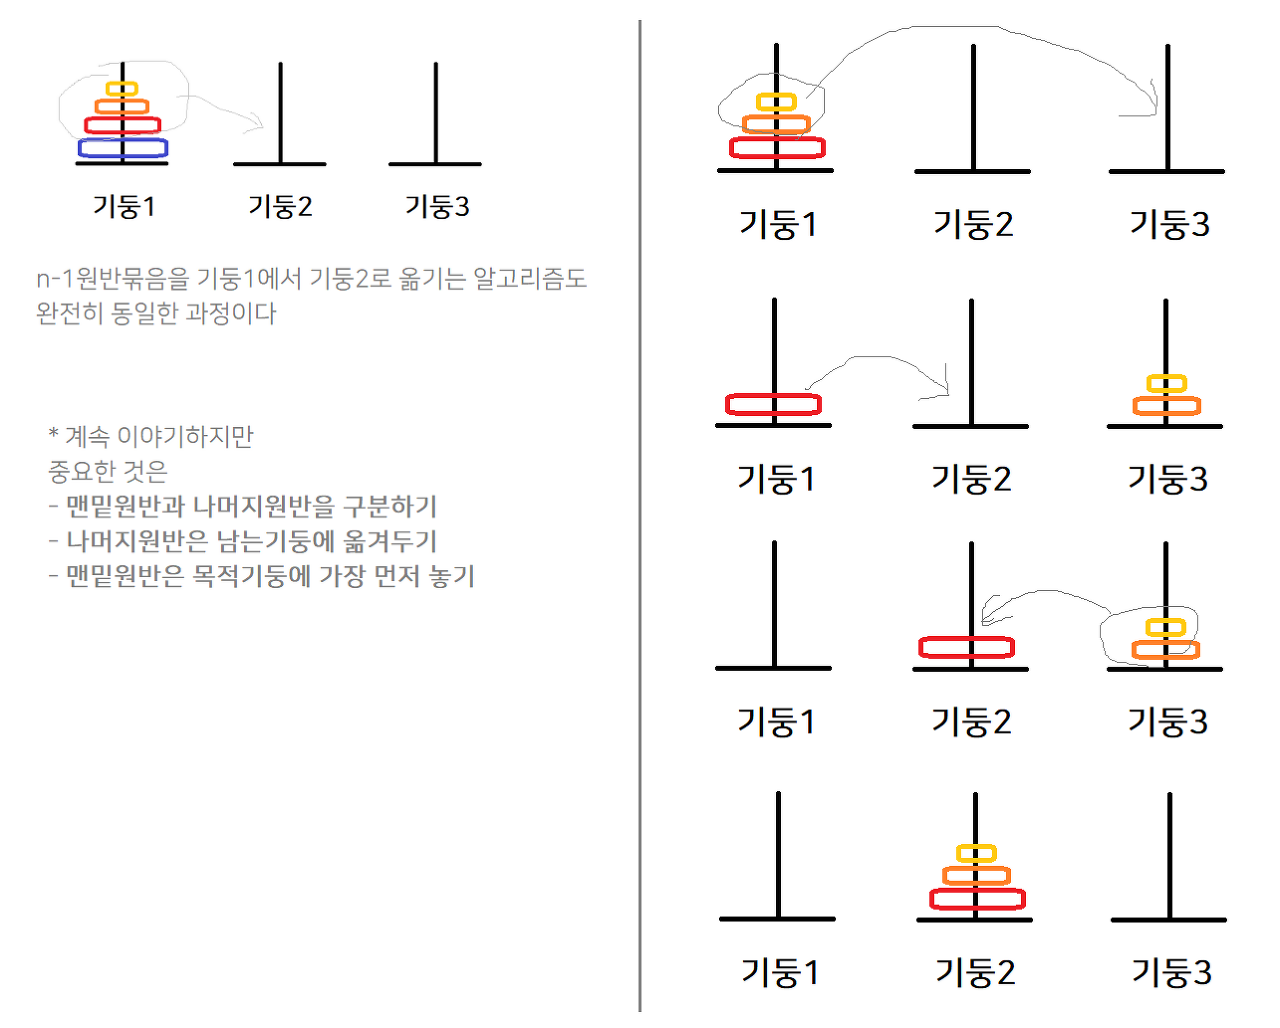 기둥1
기둥2
기둥3
n-1원반묶음을 기둥1에서 기둥2로 옮기는 알고리즘도
완전히 동일한 과정이다
* 계속 이야기하지만
중요한 것은
- 맨밑원반과 나머지원반을 구분하기
- 나머지원반은 남는기둥에 옮겨두기
- 맨밑원반은 목적기둥에 가장 먼저 놓기
기둥1
기둥2
기둥3
기둥1
기둥2
기둥3
기둥1
기둥2
기둥3
기둥1
기둥2
기둥3